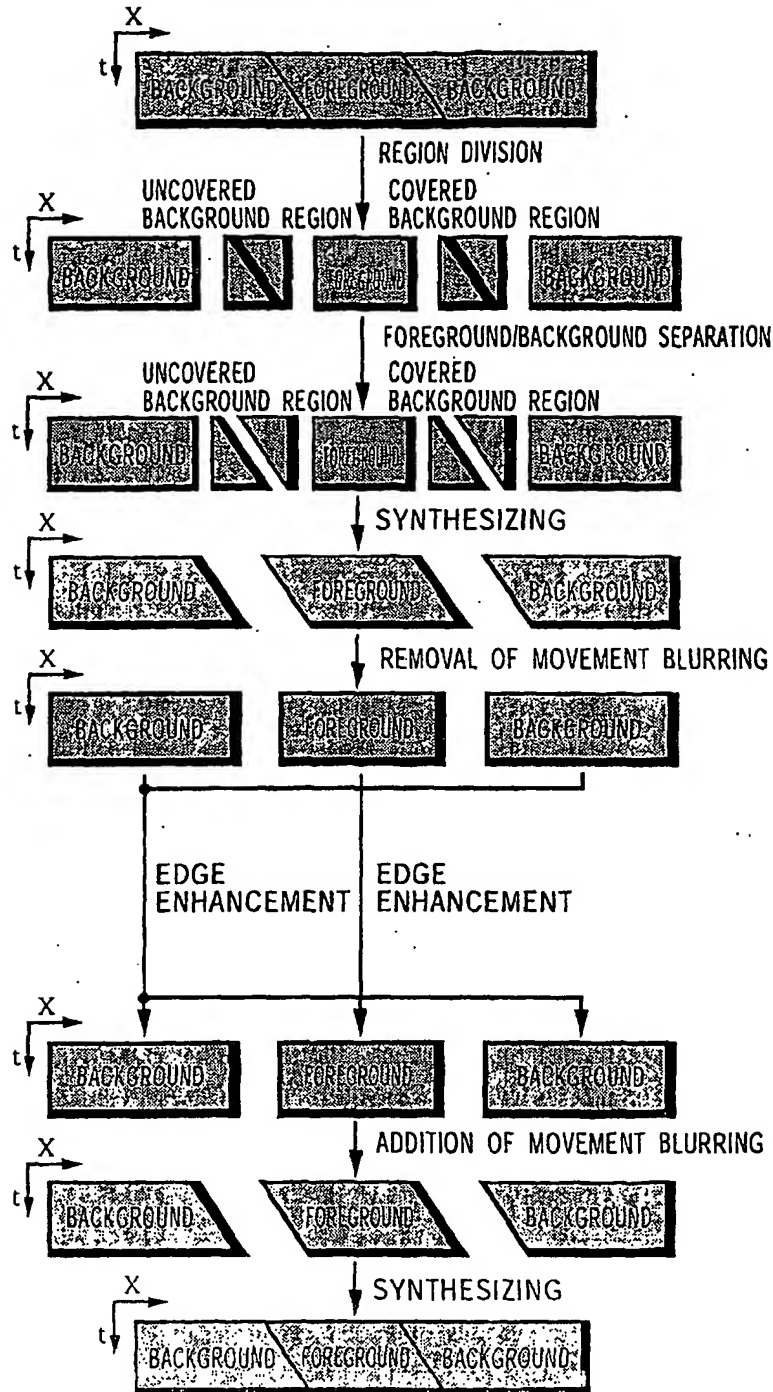 X
t
BACKGROUND FOREGROUND BACKGROUND
REGION DIVISION
UNCOVERED BACKGROUND REGION
COVERED BACKGROUND REGION
X
t
BACKGROUND FOREGROUND BACKGROUND
FOREGROUND/BACKGROUND SEPARATION
UNCOVERED BACKGROUND REGION
COVERED BACKGROUND REGION
X
t
BACKGROUND FOREGROUND BACKGROUND
SYNTHESIZING
X
t
BACKGROUND FOREGROUND BACKGROUND
REMOVAL OF MOVEMENT BLURRING
X
t
BACKGROUND FOREGROUND BACKGROUND
EDGE ENHANCEMENT
EDGE ENHANCEMENT
X
t
BACKGROUND FOREGROUND BACKGROUND
ADDITION OF MOVEMENT BLURRING
X
t
BACKGROUND FOREGROUND BACKGROUND
SYNTHESIZING
X
t
BACKGROUND FOREGROUND BACKGROUND